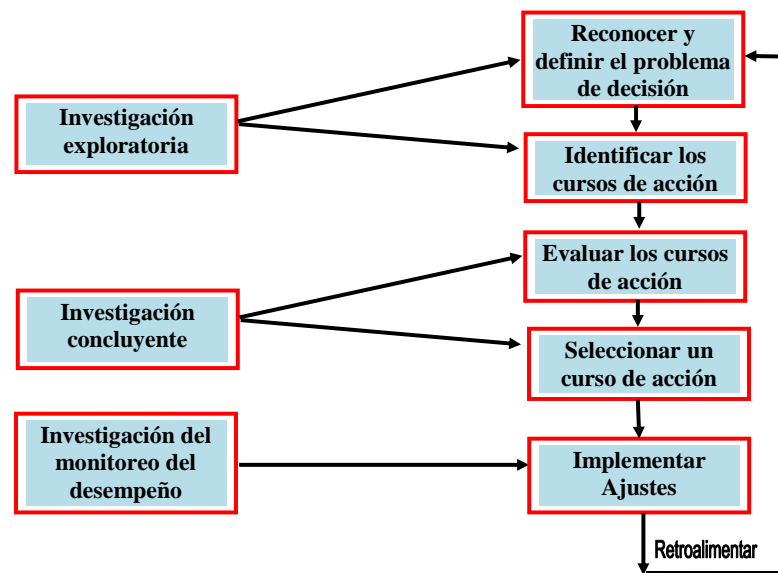 Reconocer y
definir el problema
de decisión
Investigación
exploratoria
Identificar los
cursos de acción
Evaluar los cursos
de acción
Investigación
concluyente
Seleccionar un
curso de acción
Investigación del
monitoreo del
desempeño
Implementar
Ajustes
Retroalimentar